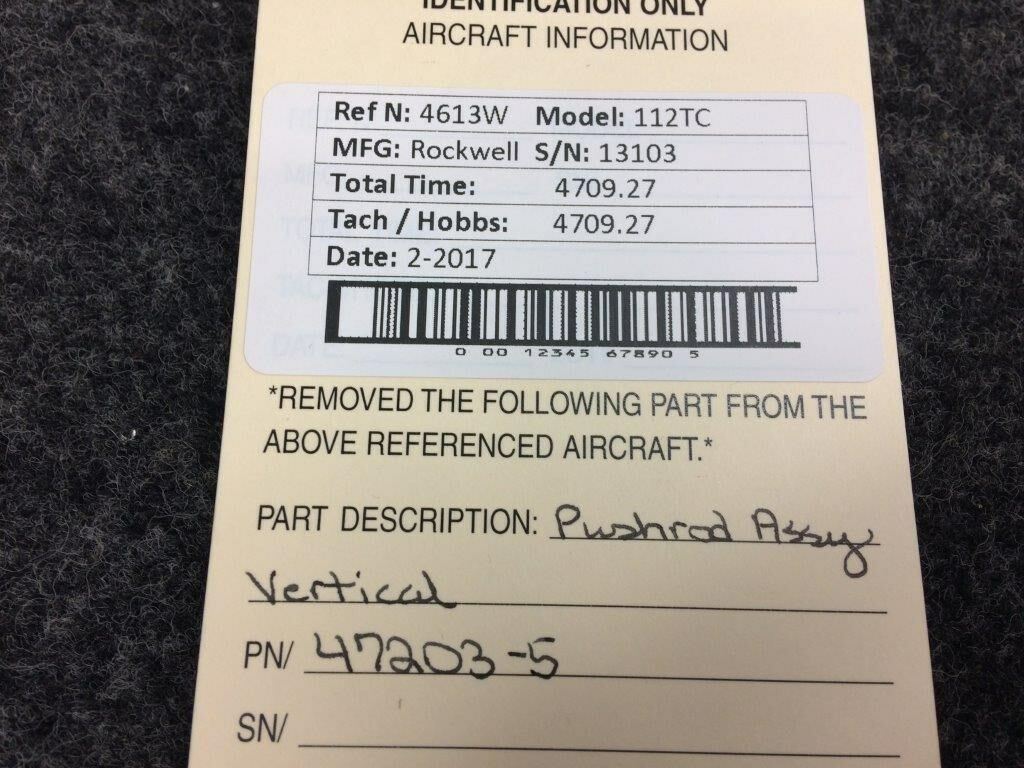 IDENTIFICATION ONLY
AIRCRAFT INFORMATION
Ref N: 4613W Model: 112TC
MFG: Rockwell S/N: 13103
Total Time: 4709.27
Tach / Hobbs: 4709.27
Date: 2-2017
0 00 12345 67890 5
*REMOVED THE FOLLOWING PART FROM THE
ABOVE REFERENCED AIRCRAFT.*
PART DESCRIPTION: Pushrod Assy
Vertical
PN/ 47203-5
SN/